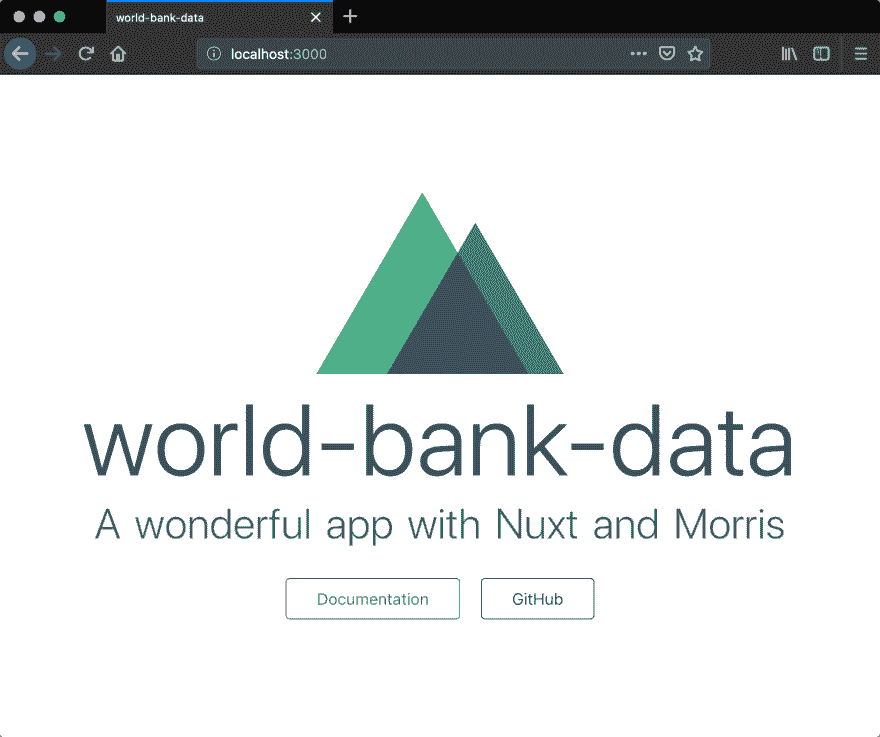 world-bank-data
localhost:3000
world-bank-data
A wonderful app with Nuxt and Morris
Documentation
GitHub